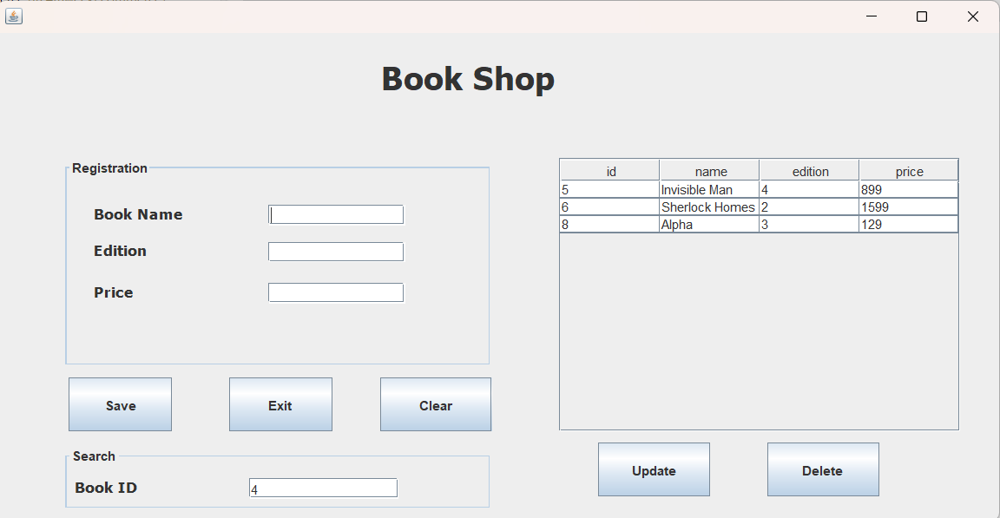 Book Shop
Registration
Book Name
Edition
Price
Save Exit Clear
Search
Book ID 4
id name edition price
5 Invisible Man 4 899
6 Sherlock Homes 2 1599
8 Alpha 3 129
Update Delete